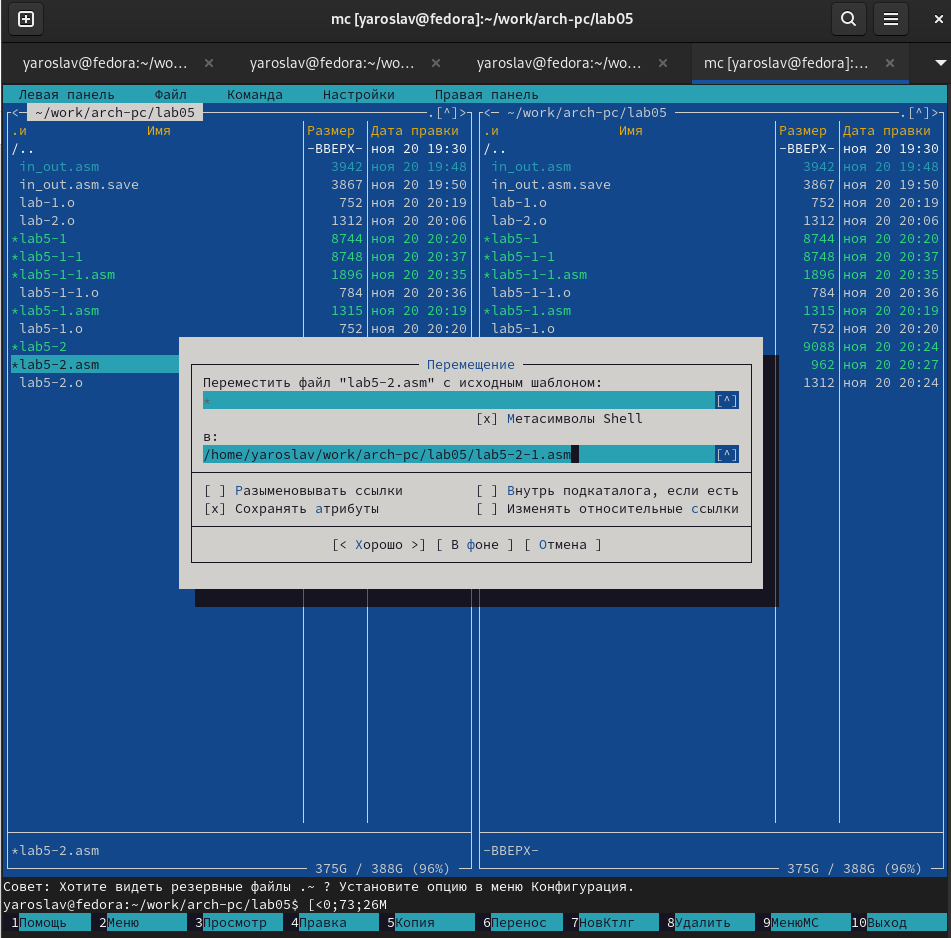 mc [yaroslav@fedora]:~/work/arch-pc/lab05
yaroslav@fedora:~/wo... × yaroslav@fedora:~/wo... × yaroslav@fedora:~/wo... × mc [yaroslav@fedora]:... ×
Левая панель Файл Команда Настройки Правая панель
<— ~/work/arch-pc/lab05 .[^]> <— ~/work/arch-pc/lab05 .[^]>
.и Имя Размер Дата правки .и Имя Размер Дата правки
/.. -ВВЕРХ- ноя 20 19:30 /.. -ВВЕРХ- ноя 20 19:30
in_out.asm 3942 ноя 20 19:48 in_out.asm 3942 ноя 20 19:48
in_out.asm.save 3867 ноя 20 19:50 in_out.asm.save 3867 ноя 20 19:50
lab-1.o 752 ноя 20 20:19 lab-1.o 752 ноя 20 20:19
lab-2.o 1312 ноя 20 20:06 lab-2.o 1312 ноя 20 20:06
*lab5-1 8744 ноя 20 20:20 *lab5-1 8744 ноя 20 20:20
*lab5-1-1 8748 ноя 20 20:37 *lab5-1-1 8748 ноя 20 20:37
*lab5-1-1.asm 1896 ноя 20 20:35 *lab5-1-1.asm 1896 ноя 20 20:35
lab5-1-1.o 784 ноя 20 20:36 lab5-1-1.o 784 ноя 20 20:36
*lab5-1.asm 1315 ноя 20 20:19 *lab5-1.asm 1315 ноя 20 20:19
lab5-1.o 752 ноя 20 20:20 lab5-1.o 752 ноя 20 20:20
*lab5-2 9088 ноя 20 20:24
*lab5-2.asm 962 ноя 20 20:27
lab5-2.o 1312 ноя 20 20:24
Перемещение
Переместить файл "lab5-2.asm" с исходным шаблоном:
* [^]
[x] Метасимволы Shell
в:
/home/yaroslav/work/arch-pc/lab05/lab5-2-1.asm [^]
[ ] Разыменовывать ссылки [ ] Внутрь подкаталога, если есть
[x] Сохранять атрибуты [ ] Изменять относительные ссылки
[< Хорошо >] [ В фоне ] [ Отмена ]
*lab5-2.asm -ВВЕРХ-
375G / 388G (96%) 375G / 388G (96%)
Совет: Хотите видеть резервные файлы .~ ? Установите опцию в меню Конфигурация.
yaroslav@fedora:~/work/arch-pc/lab05$ [<0;73;26M
1Помощь 2Меню 3Просмотр 4Правка 5Копия 6Перенос 7НовКтлг 8Удалить 9МенюMC 10Выход